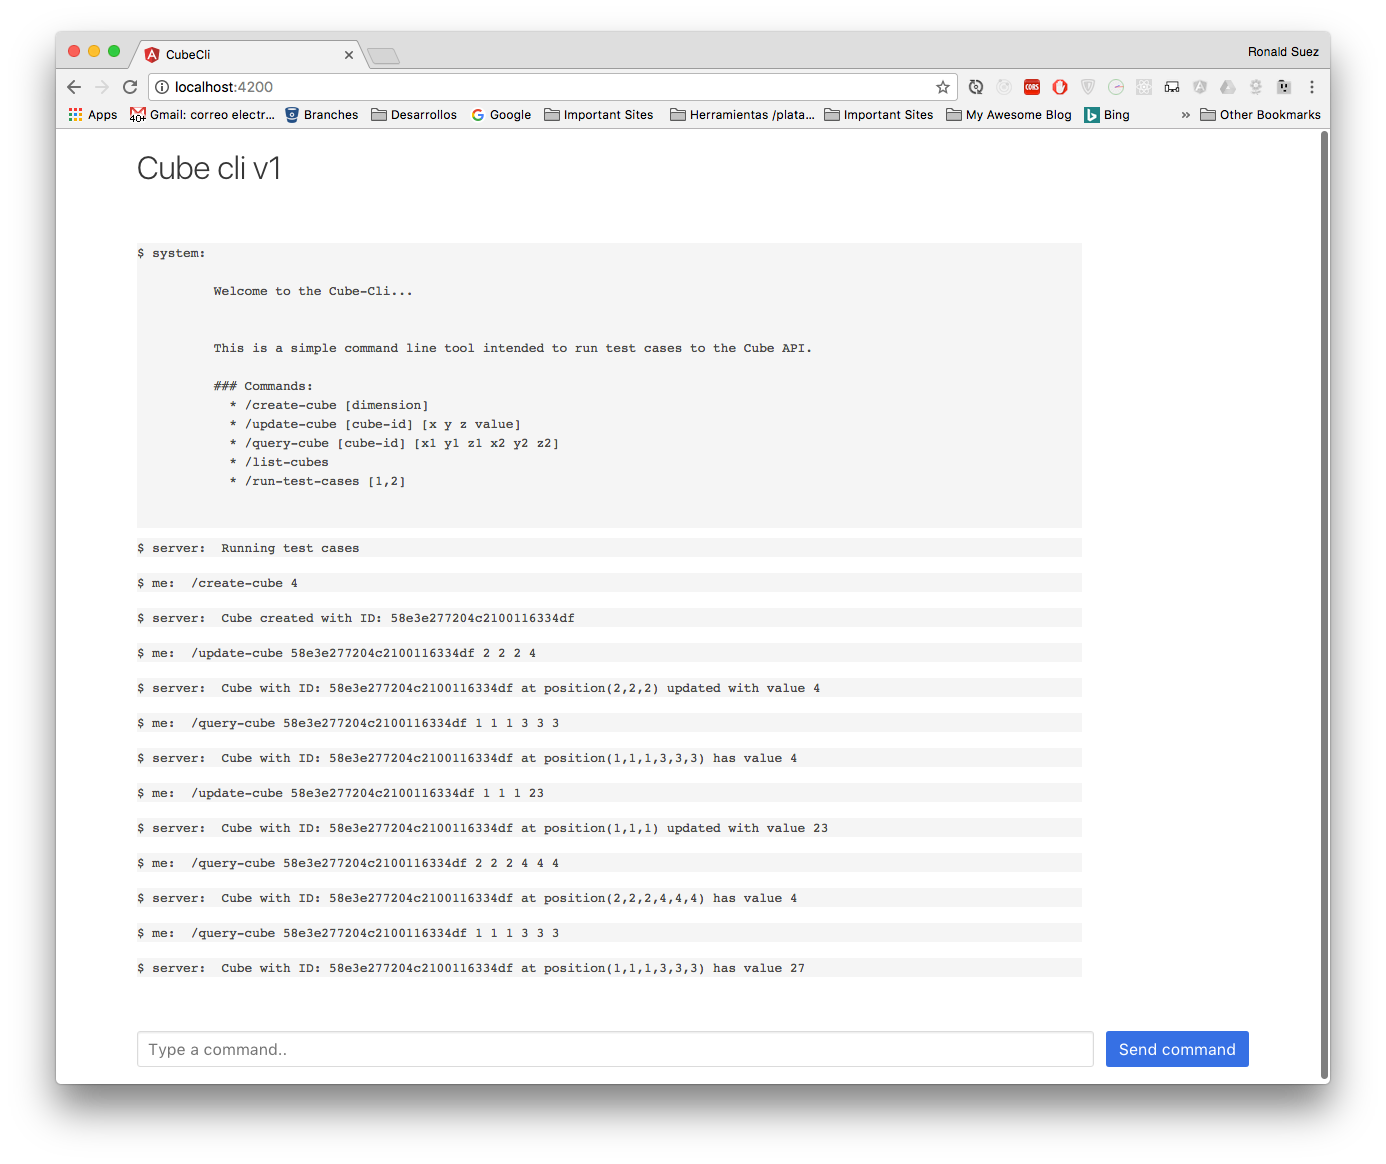 CubeCli
Ronald Suez
localhost:4200
CORS
Apps
40+
Gmail: correo electr...
Branches
Desarrollos
Google
Important Sites
Herramientas /plata...
Important Sites
My Awesome Blog
Bing
»
Other Bookmarks
Cube cli v1
$ system:
Welcome to the Cube-Cli...
This is a simple command line tool intended to run test cases to the Cube API.
### Commands:
* /create-cube [dimension]
* /update-cube [cube-id] [x y z value]
* /query-cube [cube-id] [x1 y1 z1 x2 y2 z2]
* /list-cubes
* /run-test-cases [1,2]
$ server:  Running test cases
$ me:  /create-cube 4
$ server:  Cube created with ID: 58e3e277204c2100116334df
$ me:  /update-cube 58e3e277204c2100116334df 2 2 2 4
$ server:  Cube with ID: 58e3e277204c2100116334df at position(2,2,2) updated with value 4
$ me:  /query-cube 58e3e277204c2100116334df 1 1 1 3 3 3
$ server:  Cube with ID: 58e3e277204c2100116334df at position(1,1,1,3,3,3) has value 4
$ me:  /update-cube 58e3e277204c2100116334df 1 1 1 23
$ server:  Cube with ID: 58e3e277204c2100116334df at position(1,1,1) updated with value 23
$ me:  /query-cube 58e3e277204c2100116334df 2 2 2 4 4 4
$ server:  Cube with ID: 58e3e277204c2100116334df at position(2,2,2,4,4,4) has value 4
$ me:  /query-cube 58e3e277204c2100116334df 1 1 1 3 3 3
$ server:  Cube with ID: 58e3e277204c2100116334df at position(1,1,1,3,3,3) has value 27
Type a command..
Send command